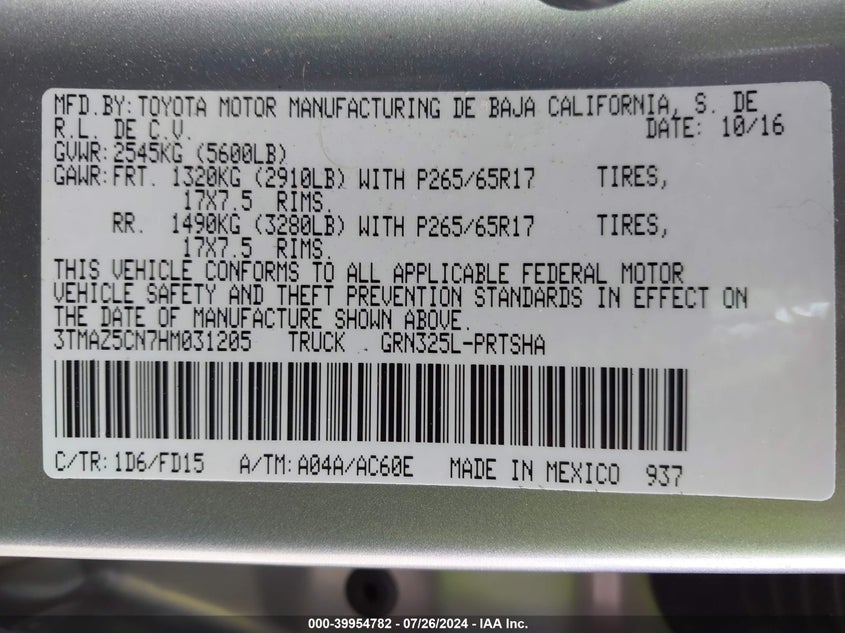 MFD.BY: TOYOTA MOTOR MANUFACTURING DE BAJA CALIFORNIA, S. DE
R.L. DE C.V. DATE: 10/16
GVWR: 2545KG (5600LB)
GAWR: FRT. 1320KG (2910LB) WITH P265/65R17 TIRES,
17X7.5 RIMS.
RR. 1490KG (3280LB) WITH P265/65R17 TIRES,
17X7.5 RIMS.
THIS VEHICLE CONFORMS TO ALL APPLICABLE FEDERAL MOTOR
VEHICLE SAFETY AND THEFT PREVENTION STANDARDS IN EFFECT ON
THE DATE OF MANUFACTURE SHOWN ABOVE.
3TMAZ5CN7HM031205 TRUCK . GRN325L-PRTSHA
C/TR: 1D6/FD15 A/TM: A04A/AC60E MADE IN MEXICO 937
000-39954782 / 07/26/2024 - IAA Inc.